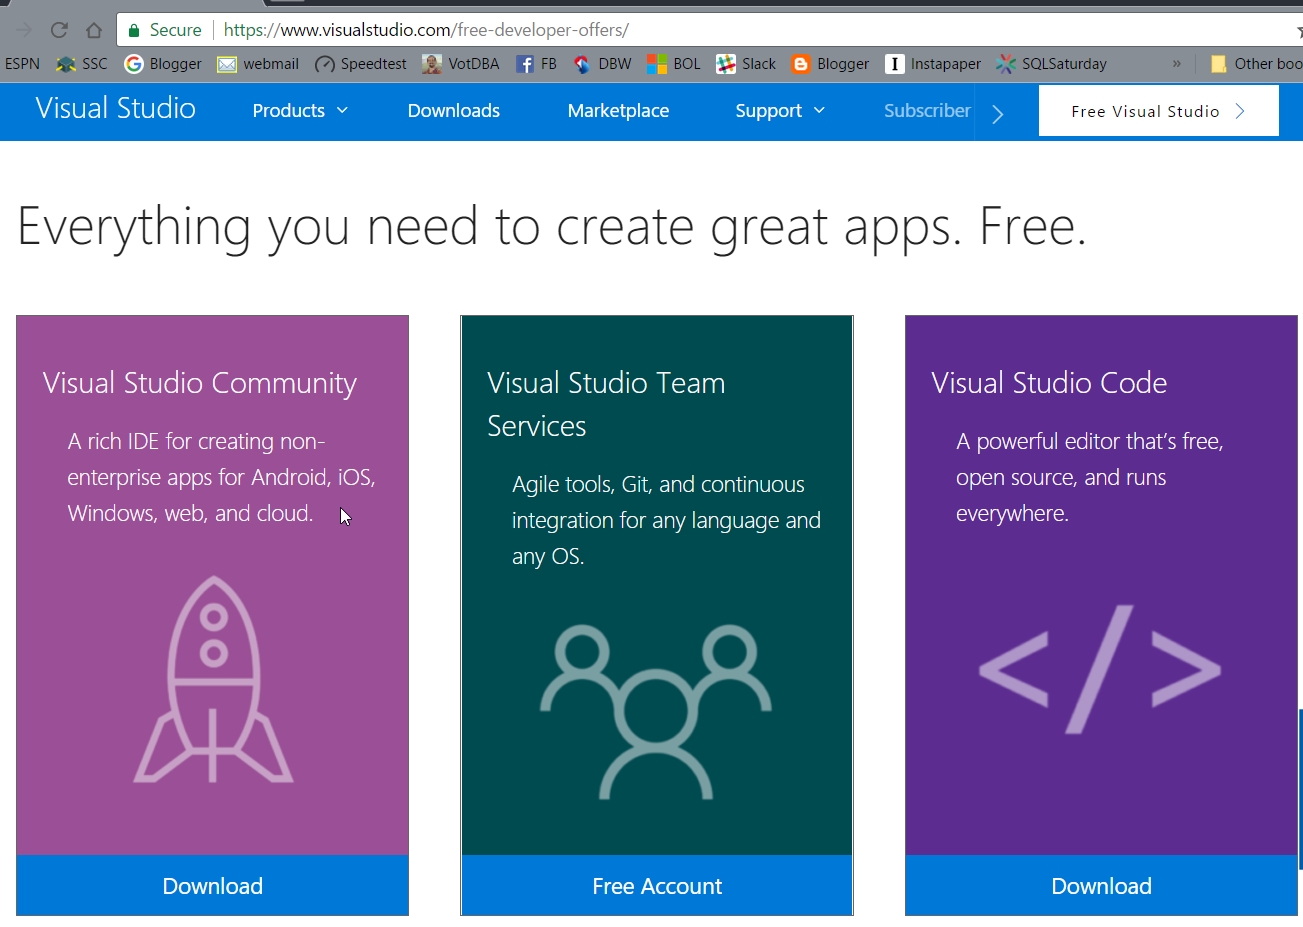 Secure https://www.visualstudio.com/free-developer-offers/
ESPN SSC Blogger webmail Speedtest VotDBA FB DBW BOL Slack Blogger Instapaper SQLSaturday » Other boo
Visual Studio Products Downloads Marketplace Support Subscriber Free Visual Studio
Everything you need to create great apps. Free.
Visual Studio Community
A rich IDE for creating non-
enterprise apps for Android, iOS,
Windows, web, and cloud.
Download
Visual Studio Team
Services
Agile tools, Git, and continuous
integration for any language and
any OS.
Free Account
Visual Studio Code
A powerful editor that's free,
open source, and runs
everywhere.
</>
Download